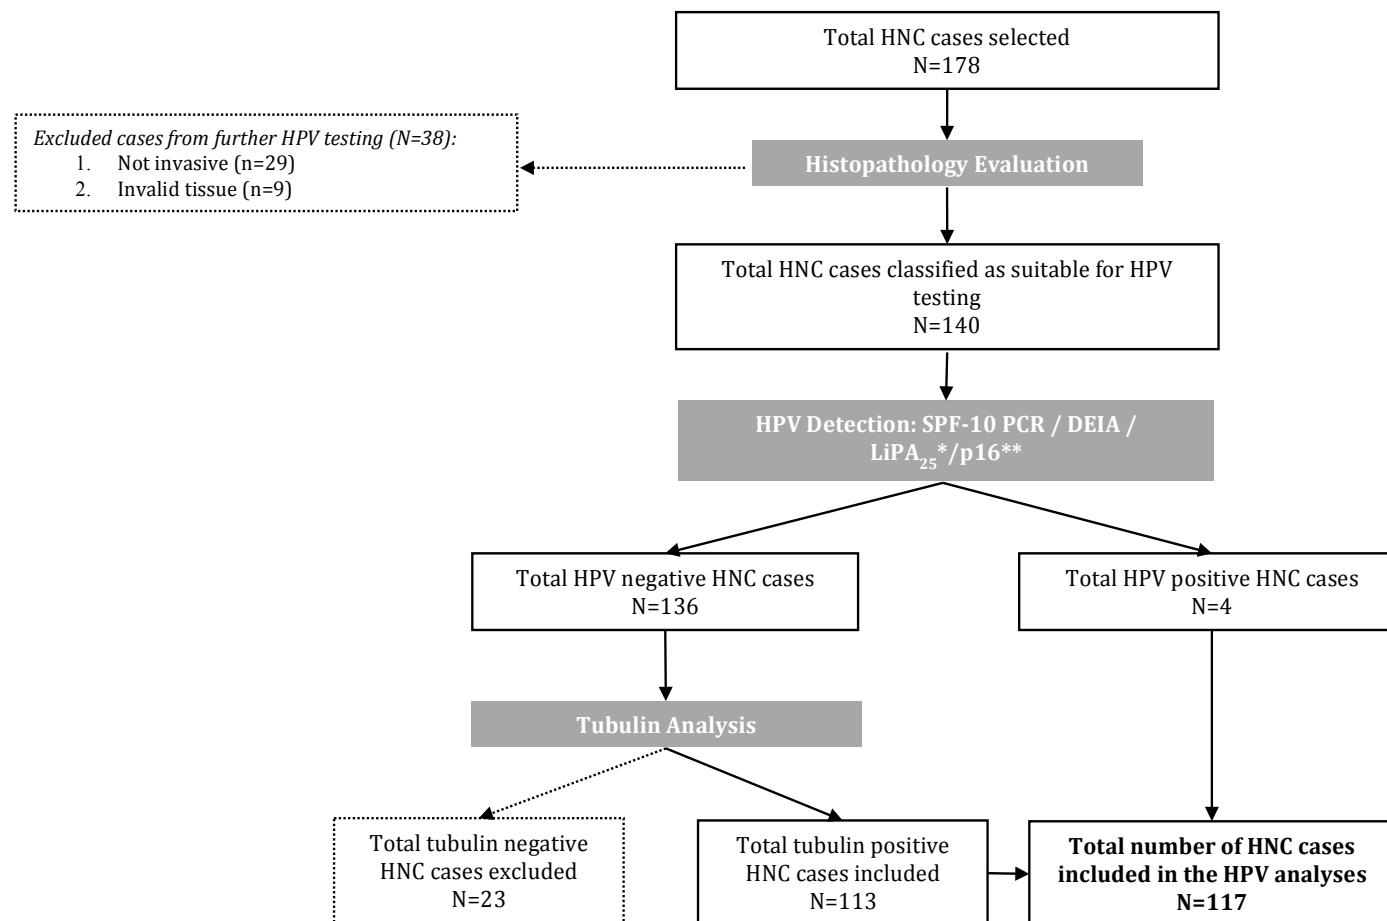 Total HNC cases selected
N=178
Excluded cases from further HPV testing (N=38):
1. Not invasive (n=29)
2. Invalid tissue (n=9)
Histopathology Evaluation
Total HNC cases classified as suitable for HPV
testing
N=140
HPV Detection: SPF-10 PCR / DEIA /
LiPA25*/p16**
Total HPV negative HNC cases
N=136
Total HPV positive HNC cases
N=4
Tubulin Analysis
Total tubulin negative
HNC cases excluded
N=23
Total tubulin positive
HNC cases included
N=113
Total number of HNC cases
included in the HPV analyses
N=117